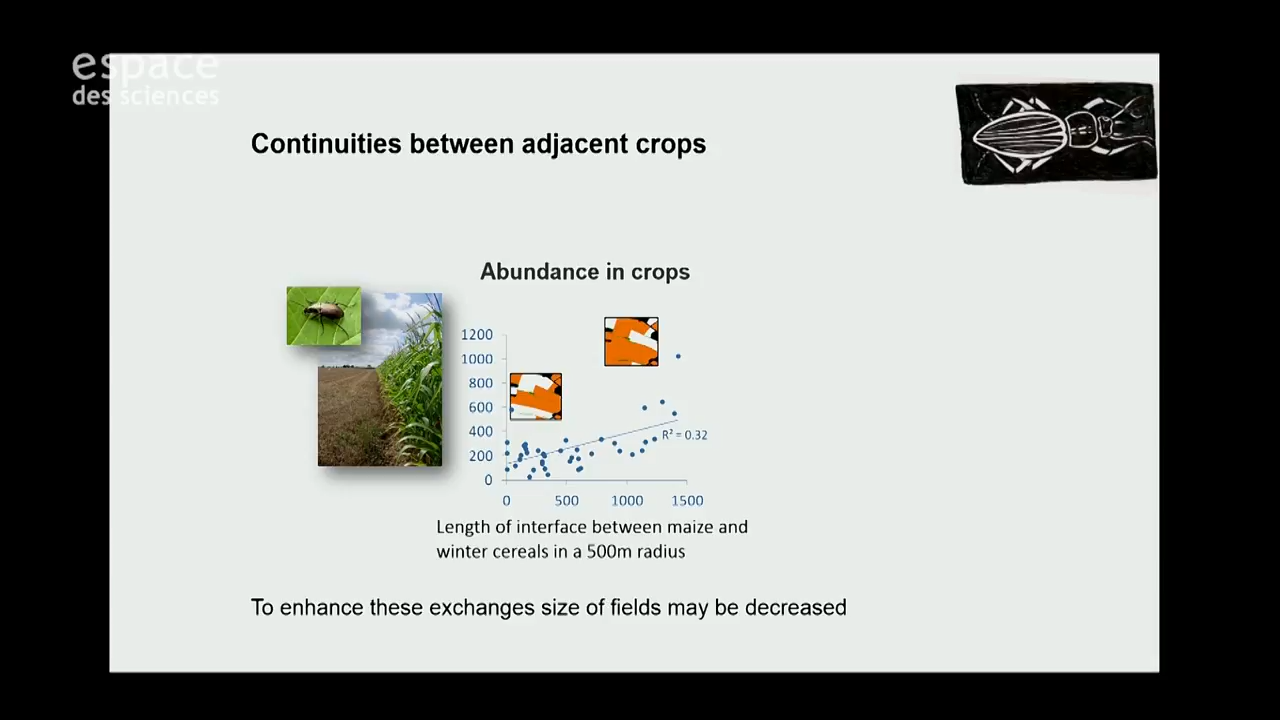 espace
des sciences
Continuities between adjacent crops
Abundance in crops
1200
1000
800
600
400
200
0
R² = 0.32
0 500 1000 1500
Length of interface between maize and
winter cereals in a 500m radius
To enhance these exchanges size of fields may be decreased